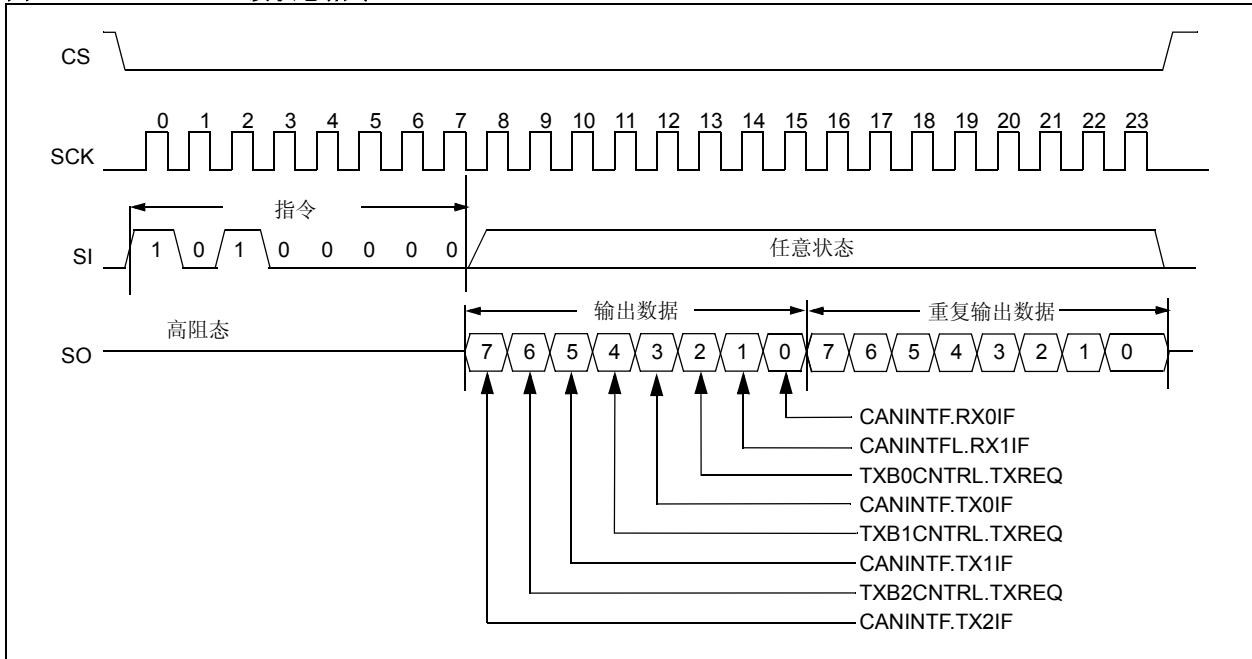 CS
0 1 2 3 4 5 6 7 8 9 10 11 12 13 14 15 16 17 18 19 20 21 22 23
SCK
指令
SI 1 0 1 0 0 0 0 0 任意状态
高阻态 输出数据 重复输出数据
SO 7 6 5 4 3 2 1 0 7 6 5 4 3 2 1 0
CANINTF.RX0IF
CANINTFL.RX1IF
TXB0CNTRL.TXREQ
CANINTF.TX0IF
TXB1CNTRL.TXREQ
CANINTF.TX1IF
TXB2CNTRL.TXREQ
CANINTF.TX2IF